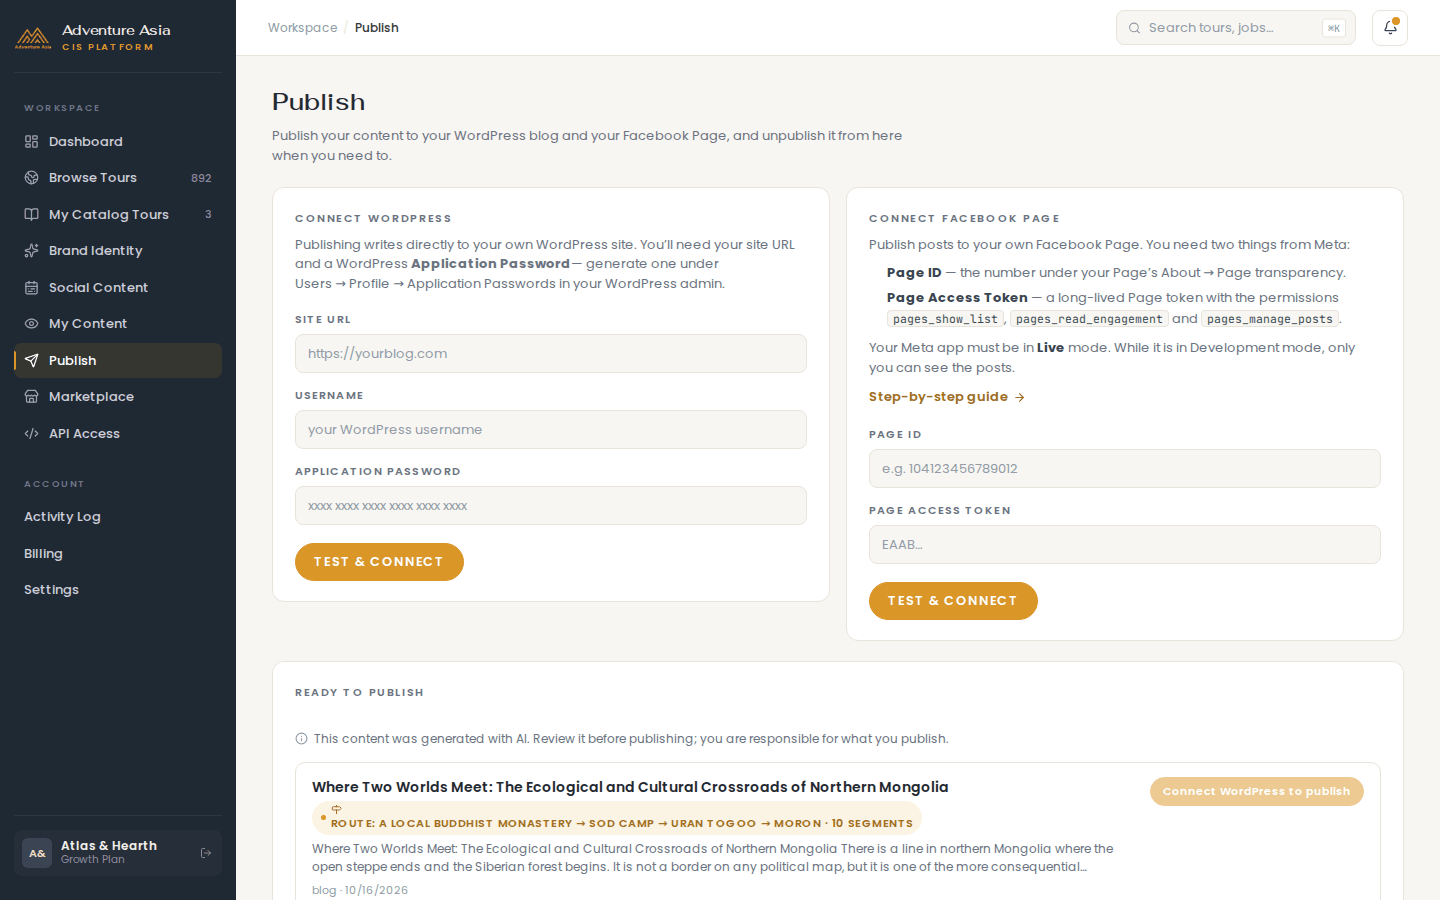 Adventure Asia
Adventure Asia
CIS PLATFORM
WORKSPACE
Dashboard
Browse Tours 892
My Catalog Tours 3
Brand Identity
Social Content
My Content
Publish
Marketplace
API Access
ACCOUNT
Activity Log
Billing
Settings
A& Atlas & Hearth
Growth Plan
Workspace / Publish
Search tours, jobs… ⌘K
Publish
Publish your content to your WordPress blog and your Facebook Page, and unpublish it from here
when you need to.
CONNECT WORDPRESS
Publishing writes directly to your own WordPress site. You’ll need your site URL
and a WordPress Application Password — generate one under
Users → Profile → Application Passwords in your WordPress admin.
SITE URL
https://yourblog.com
USERNAME
your WordPress username
APPLICATION PASSWORD
xxxx xxxx xxxx xxxx xxxx xxxx
TEST & CONNECT
CONNECT FACEBOOK PAGE
Publish posts to your own Facebook Page. You need two things from Meta:
Page ID — the number under your Page’s About → Page transparency.
Page Access Token — a long-lived Page token with the permissions
pages_show_list, pages_read_engagement and pages_manage_posts.
Your Meta app must be in Live mode. While it is in Development mode, only
you can see the posts.
Step-by-step guide →
PAGE ID
e.g. 104123456789012
PAGE ACCESS TOKEN
EAAB…
TEST & CONNECT
READY TO PUBLISH
This content was generated with AI. Review it before publishing; you are responsible for what you publish.
Where Two Worlds Meet: The Ecological and Cultural Crossroads of Northern Mongolia
Connect WordPress to publish
ROUTE: A LOCAL BUDDHIST MONASTERY → SOD CAMP → URAN TOGOO → MORON · 10 SEGMENTS
Where Two Worlds Meet: The Ecological and Cultural Crossroads of Northern Mongolia There is a line in northern Mongolia where the
open steppe ends and the Siberian forest begins. It is not a border on any political map, but it is one of the more consequential…
blog · 10/16/2026